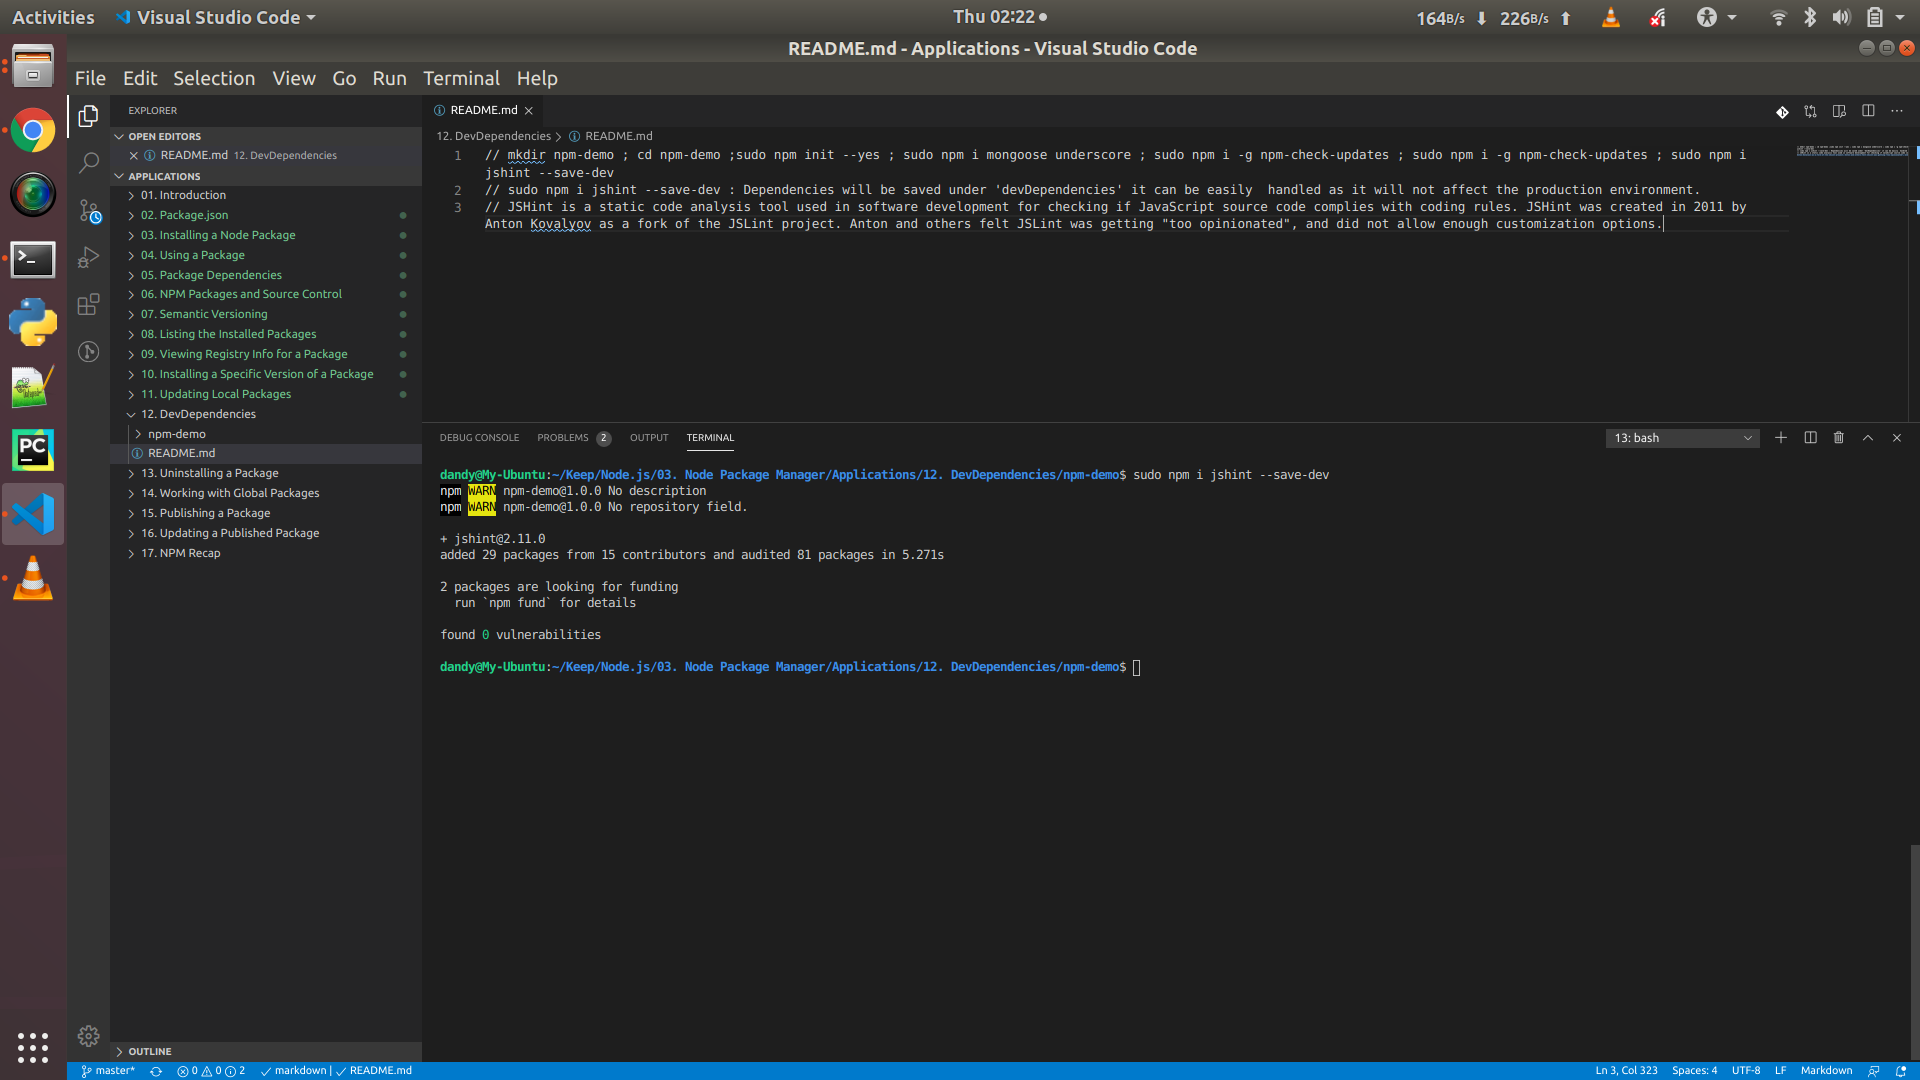 Activities
Visual Studio Code
Thu 02:22
164B/s
226B/s
README.md - Applications - Visual Studio Code
File Edit Selection View Go Run Terminal Help
EXPLORER
OPEN EDITORS
README.md 12. DevDependencies
APPLICATIONS
01. Introduction
02. Package.json
03. Installing a Node Package
04. Using a Package
05. Package Dependencies
06. NPM Packages and Source Control
07. Semantic Versioning
08. Listing the Installed Packages
09. Viewing Registry Info for a Package
10. Installing a Specific Version of a Package
11. Updating Local Packages
12. DevDependencies
npm-demo
README.md
13. Uninstalling a Package
14. Working with Global Packages
15. Publishing a Package
16. Updating a Published Package
17. NPM Recap
OUTLINE
README.md
12. DevDependencies > README.md
1 // mkdir npm-demo ; cd npm-demo ;sudo npm init --yes ; sudo npm i mongoose underscore ; sudo npm i -g npm-check-updates ; sudo npm i -g npm-check-updates ; sudo npm i
jshint --save-dev
2 // sudo npm i jshint --save-dev : Dependencies will be saved under 'devDependencies' it can be easily  handled as it will not affect the production environment.
3 // JSHint is a static code analysis tool used in software development for checking if JavaScript source code complies with coding rules. JSHint was created in 2011 by
Anton Kovalyov as a fork of the JSLint project. Anton and others felt JSLint was getting "too opinionated", and did not allow enough customization options.
DEBUG CONSOLE PROBLEMS 2 OUTPUT TERMINAL
13: bash
dandy@My-Ubuntu:~/Keep/Node.js/03. Node Package Manager/Applications/12. DevDependencies/npm-demo$ sudo npm i jshint --save-dev
npm WARN npm-demo@1.0.0 No description
npm WARN npm-demo@1.0.0 No repository field.
+ jshint@2.11.0
added 29 packages from 15 contributors and audited 81 packages in 5.271s
2 packages are looking for funding
run `npm fund` for details
found 0 vulnerabilities
dandy@My-Ubuntu:~/Keep/Node.js/03. Node Package Manager/Applications/12. DevDependencies/npm-demo$
PC
master* 0 0 2 markdown | README.md
Ln 3, Col 323 Spaces: 4 UTF-8 LF Markdown